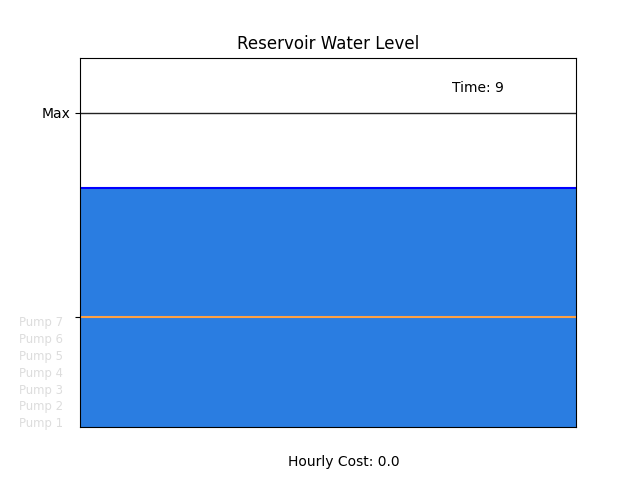 Reservoir Water Level
Time: 9
Max
Pump 7
Pump 6
Pump 5
Pump 4
Pump 3
Pump 2
Pump 1
Hourly Cost: 0.0